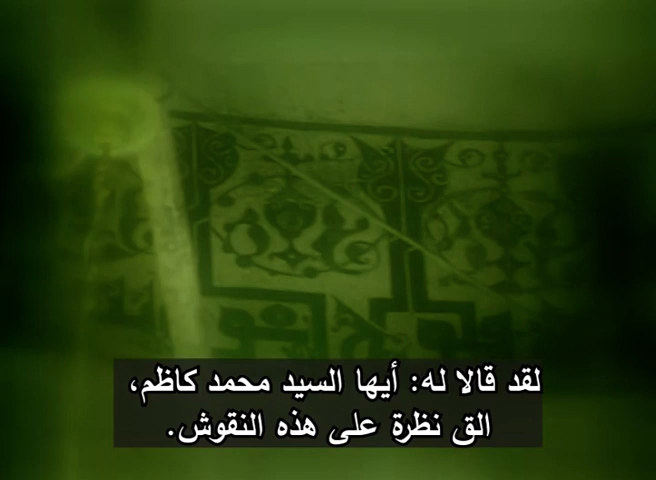 لقد قالا له: أيها السيد محمد كاظم،
الق نظرة على هذه النقوش.